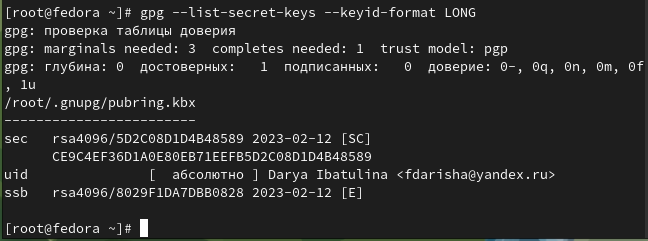 [root@fedora ~]# gpg --list-secret-keys --keyid-format LONG
gpg: проверка таблицы доверия
gpg: marginals needed: 3  completes needed: 1  trust model: pgp
gpg: глубина: 0  достоверных:   1  подписанных:   0  доверие: 0-, 0q, 0n, 0m, 0f
, 1u
/root/.gnupg/pubring.kbx
------------------------
sec   rsa4096/5D2C08D1D4B48589 2023-02-12 [SC]
      CE9C4EF36D1A0E80EB71EEFB5D2C08D1D4B48589
uid               [  абсолютно ] Darya Ibatulina <fdarisha@yandex.ru>
ssb   rsa4096/8029F1DA7DBB0828 2023-02-12 [E]
[root@fedora ~]#